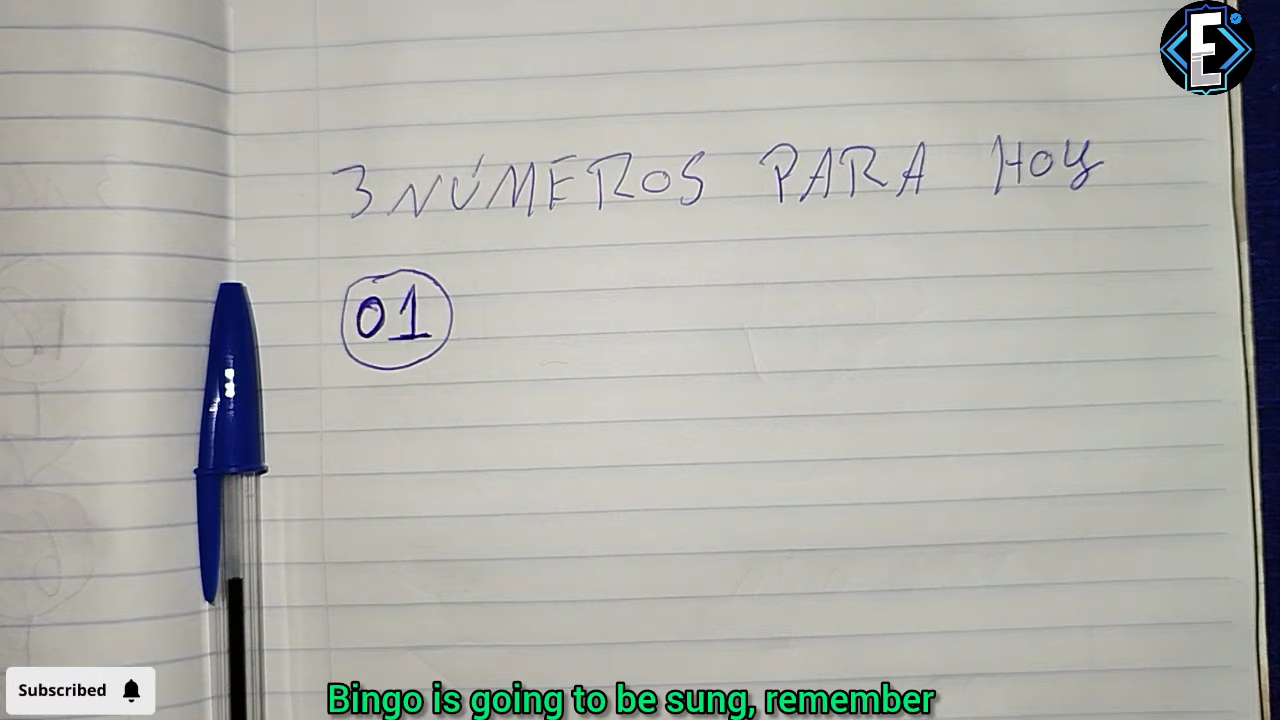 E
3 NÚMEROS PARA HOY
01
Subscribed
Bingo is going to be sung, remember